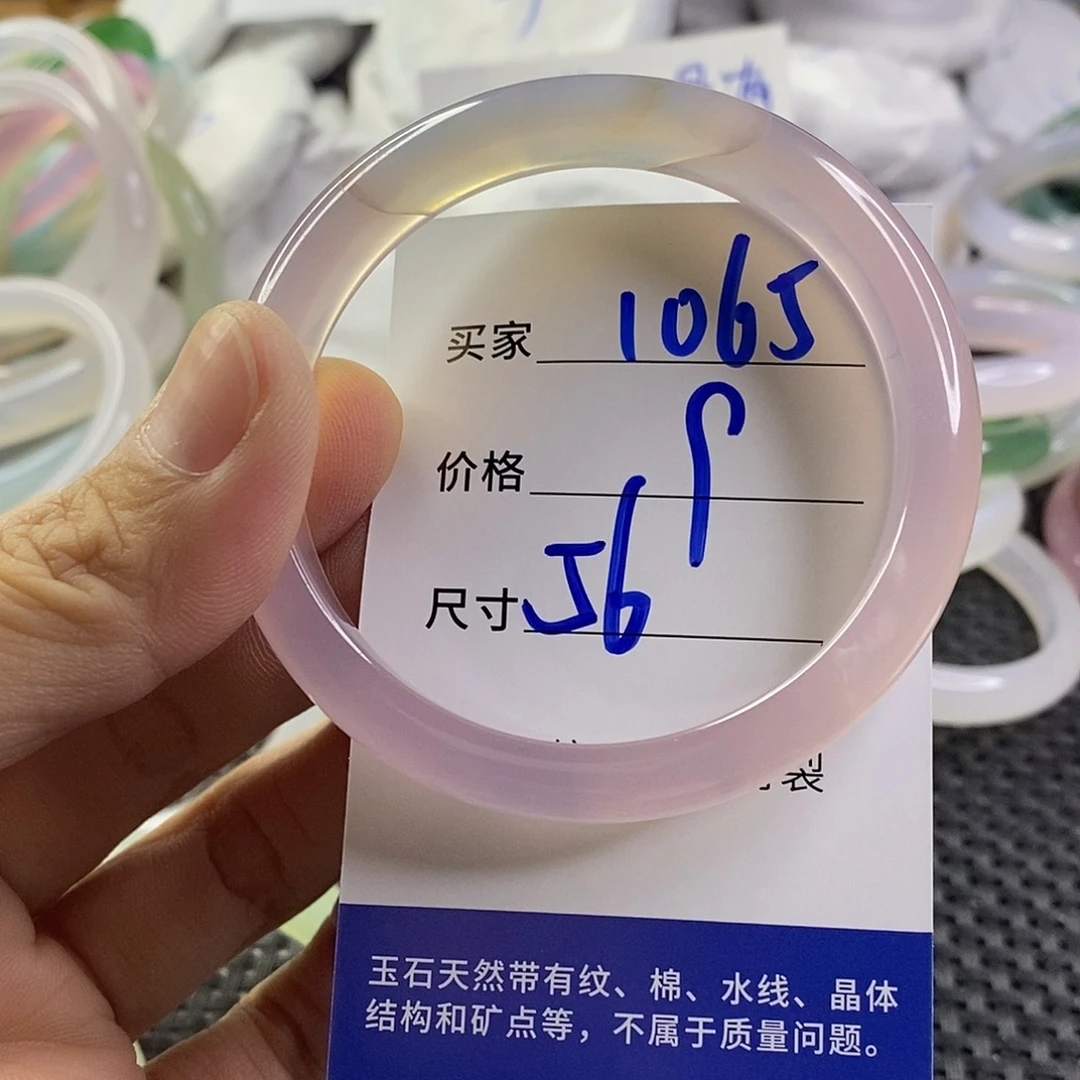 买家 1065
价格
尺寸 56
制
玉石天然带有纹、棉、水线、晶体
结构和矿点等，不属于质量问题。